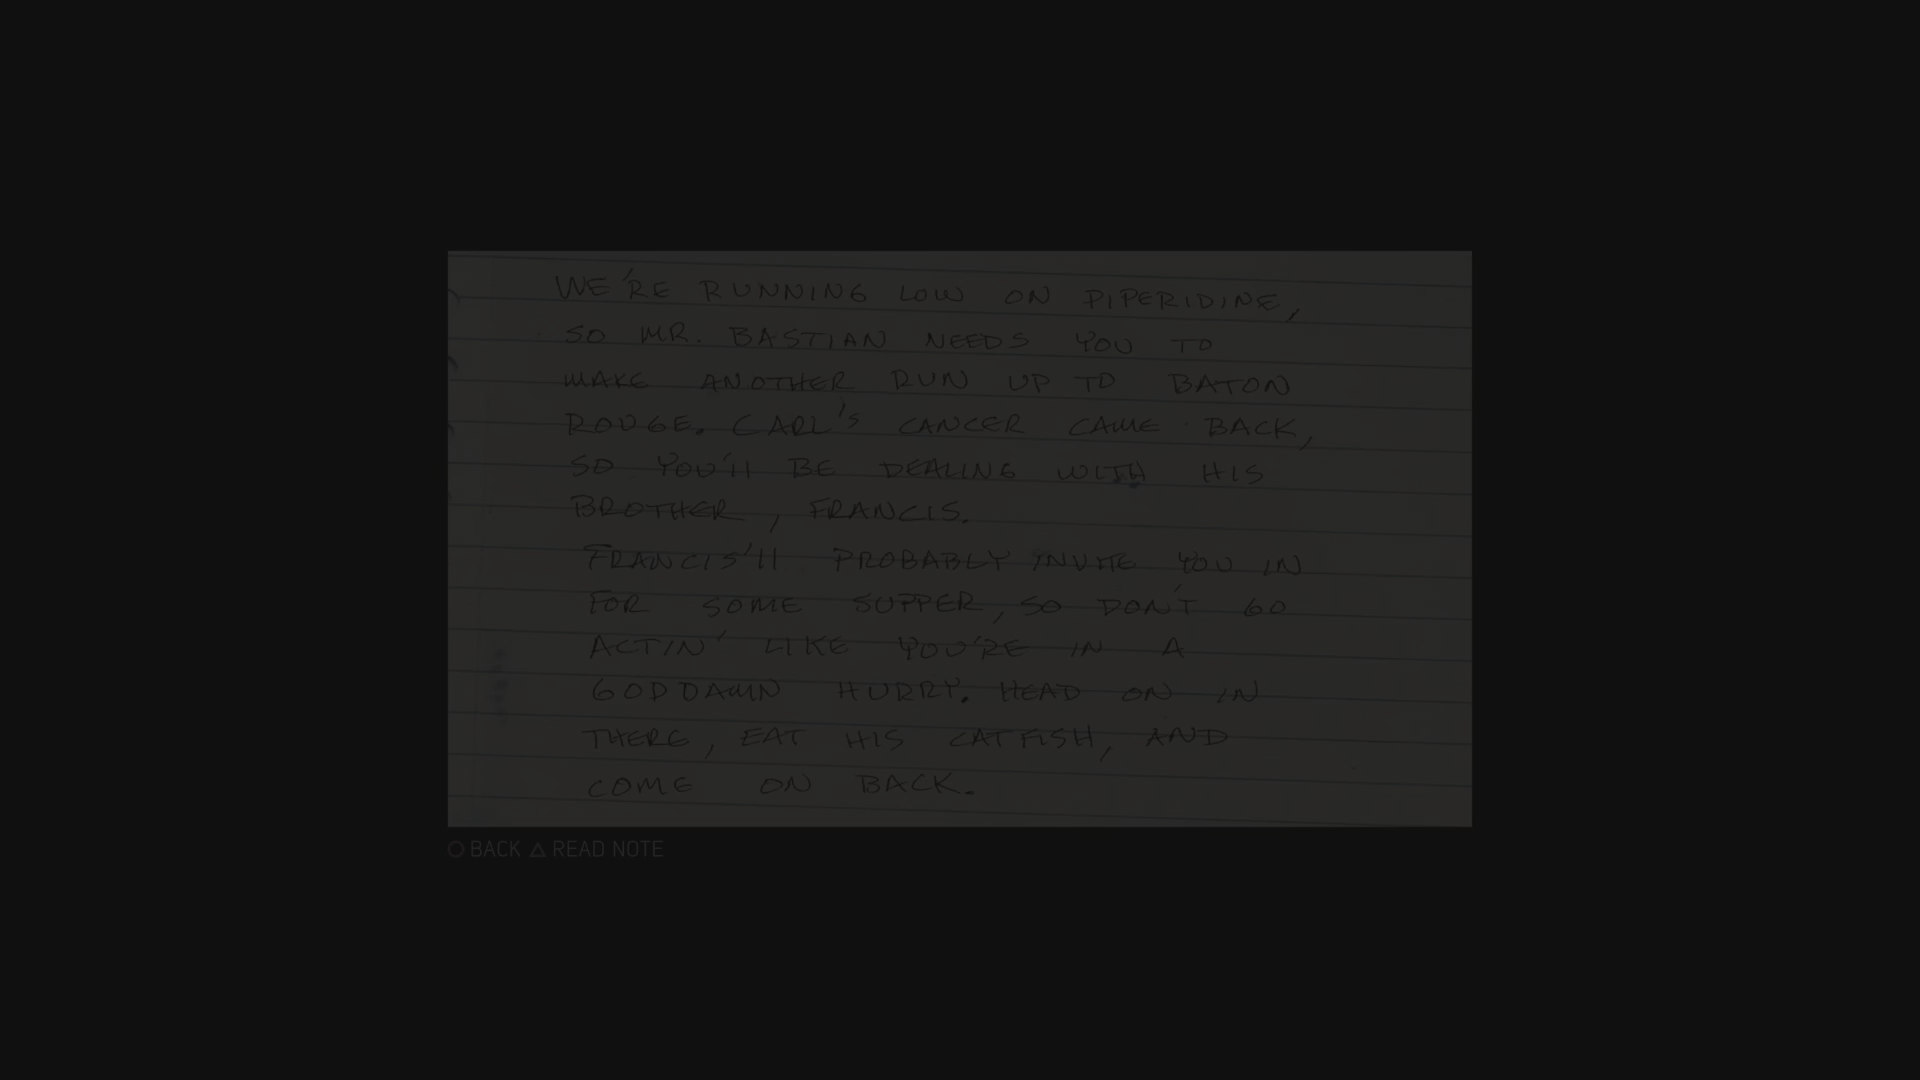 WE'RE RUNNING LOW ON PIPERIDINE,
SO MR. BASTIAN NEEDS YOU TO
MAKE ANOTHER RUN UP TO BATON
ROUGE. CARL'S CANCER CAME BACK,
SO YOU'll BE DEALING WITH HIS
BROTHER, FRANCIS.
FRANCIS'll PROBABLY INVITE YOU IN
FOR SOME SUPPER, SO DON'T GO
ACTIN' LIKE YOU'RE IN A
GODDAMN HURRY. HEAD ON IN
THERE, EAT HIS CATFISH, AND
COME ON BACK.
BACK READ NOTE